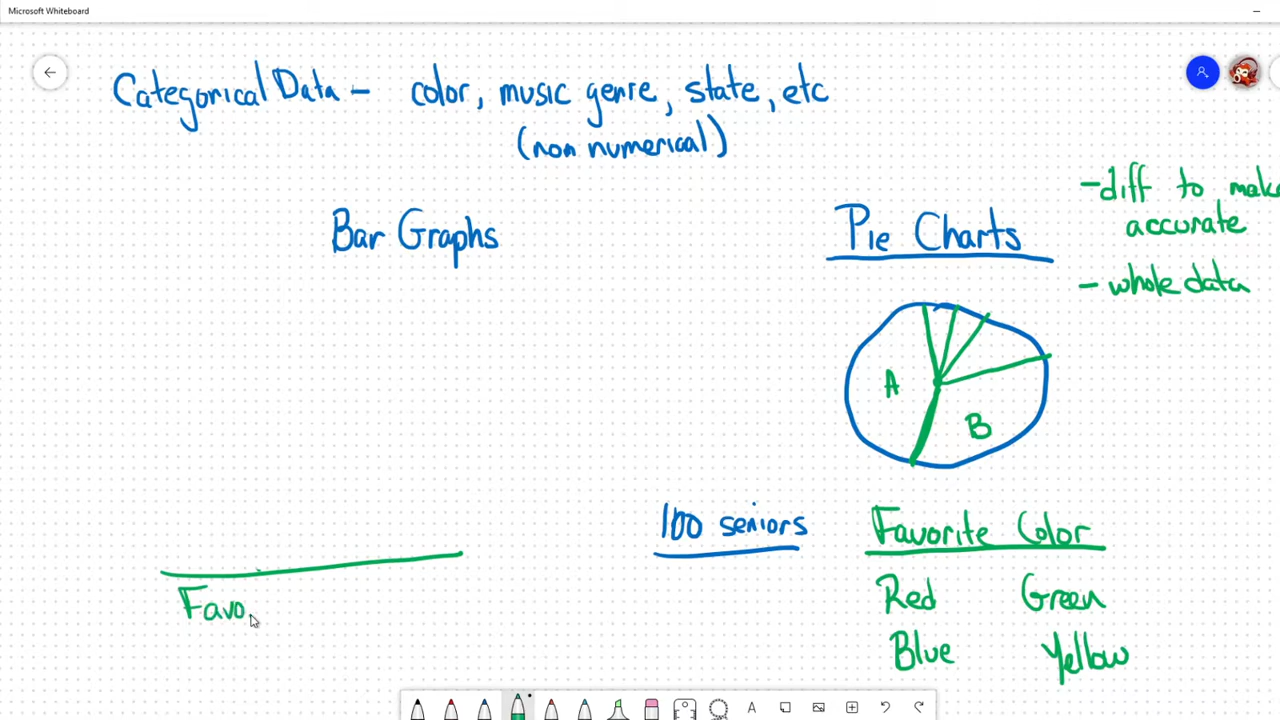 Microsoft Whiteboard
Categorical Data - color, music genre, state, etc
(non numerical)
Bar Graphs
Pie Charts
- diff to make
accurate
- whole data
A
B
100 seniors
Favorite Color
Red Green
Blue Yellow
Favo
A